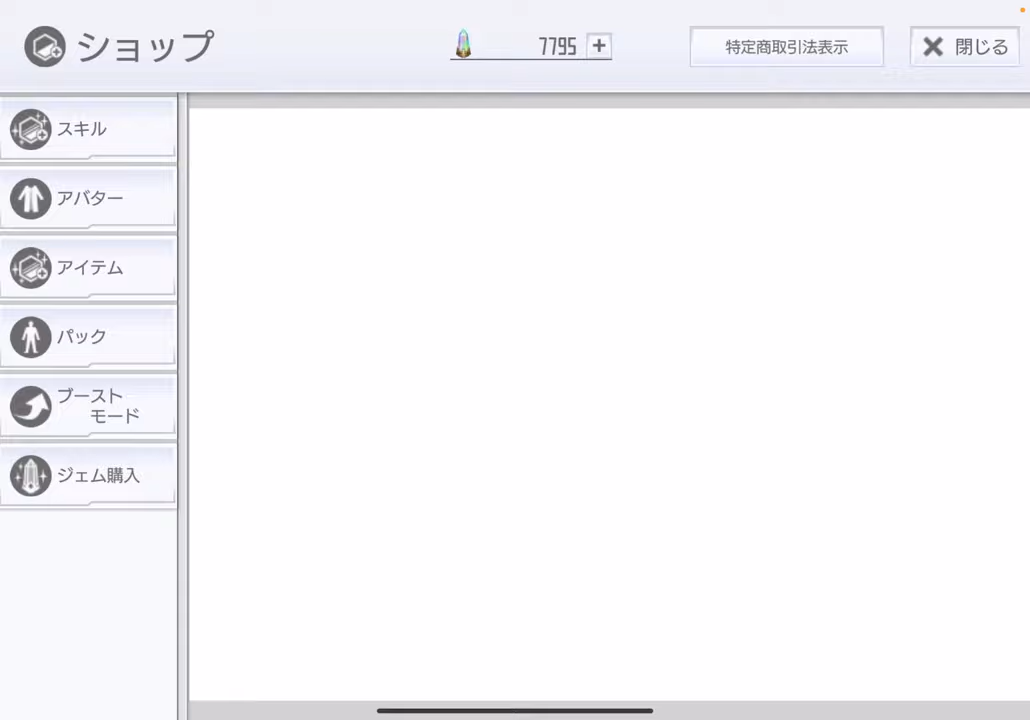 ショップ
7795
特定商取引法表示
閉じる
スキル
アバター
アイテム
パック
ブースト
モード
ジェム購入